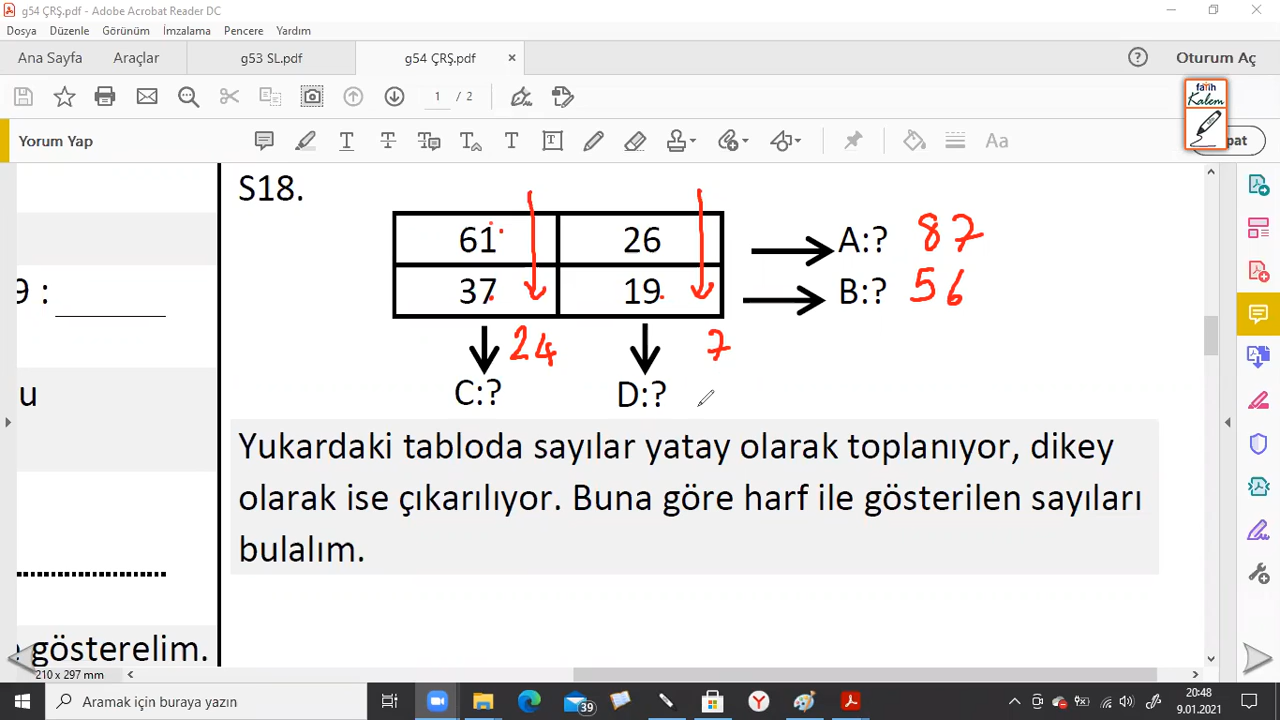 g54 ÇRŞ.pdf - Adobe Acrobat Reader DC
Dosya Düzenle Görünüm İmzalama Pencere Yardım
Ana Sayfa Araçlar g53 SL.pdf g54 ÇRŞ.pdf × ? Oturum Aç
1 / 2
fatih
Kalem
Yorum Yap
pat
S18.
61 26 A:? 87
37 19 B:? 56
24 7
C:? D:?
Yukardaki tabloda sayılar yatay olarak toplanıyor, dikey
olarak ise çıkarılıyor. Buna göre harf ile gösterilen sayıları
bulalım.
9 :
u
gösterelim.
210 x 297 mm
Aramak için buraya yazın
39
20:48
9.01.2021